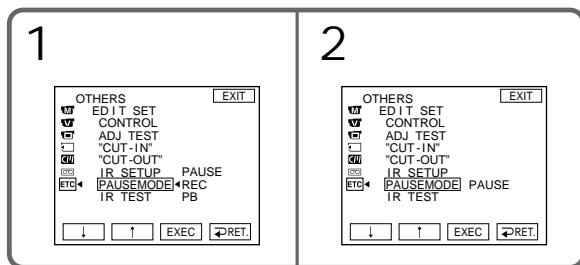 1
OTHERS EXIT
EDIT SET
CONTROL
ADJ TEST
"CUT-IN"
"CUT-OUT"
IR SETUP PAUSE
ETC PAUSEMODE REC
IR TEST PB
↓ ↑ EXEC RET.
2
OTHERS EXIT
EDIT SET
CONTROL
ADJ TEST
"CUT-IN"
"CUT-OUT"
IR SETUP
ETC PAUSEMODE PAUSE
IR TEST
↓ ↑ EXEC RET.